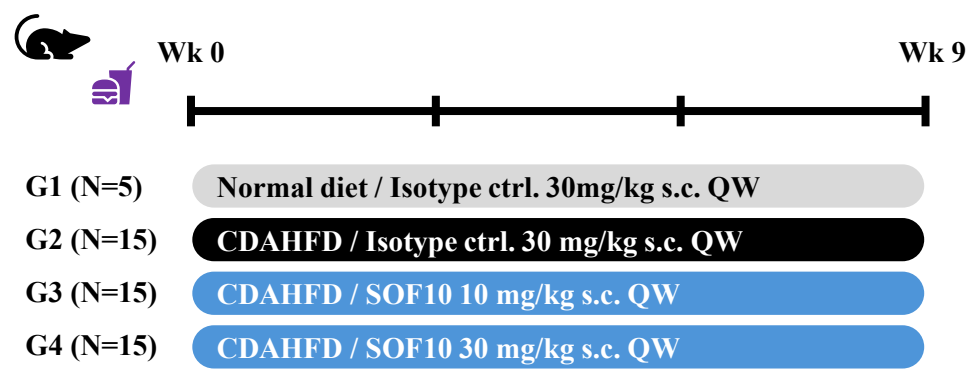 Wk 0 Wk 9
G1 (N=5) Normal diet / Isotype ctrl. 30mg/kg s.c. QW
G2 (N=15) CDAHFD / Isotype ctrl. 30 mg/kg s.c. QW
G3 (N=15) CDAHFD / SOF10 10 mg/kg s.c. QW
G4 (N=15) CDAHFD / SOF10 30 mg/kg s.c. QW